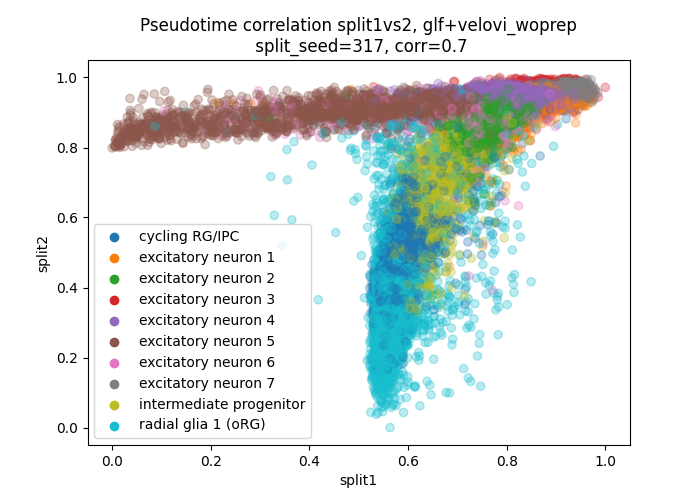 Pseudotime correlation split1vs2, glf+velovi_woprep
split_seed=317, corr=0.7
1.0
0.8
0.6
0.4
0.2
0.0
split2
cycling RG/IPC
excitatory neuron 1
excitatory neuron 2
excitatory neuron 3
excitatory neuron 4
excitatory neuron 5
excitatory neuron 6
excitatory neuron 7
intermediate progenitor
radial glia 1 (oRG)
0.0 0.2 0.4 0.6 0.8 1.0
split1